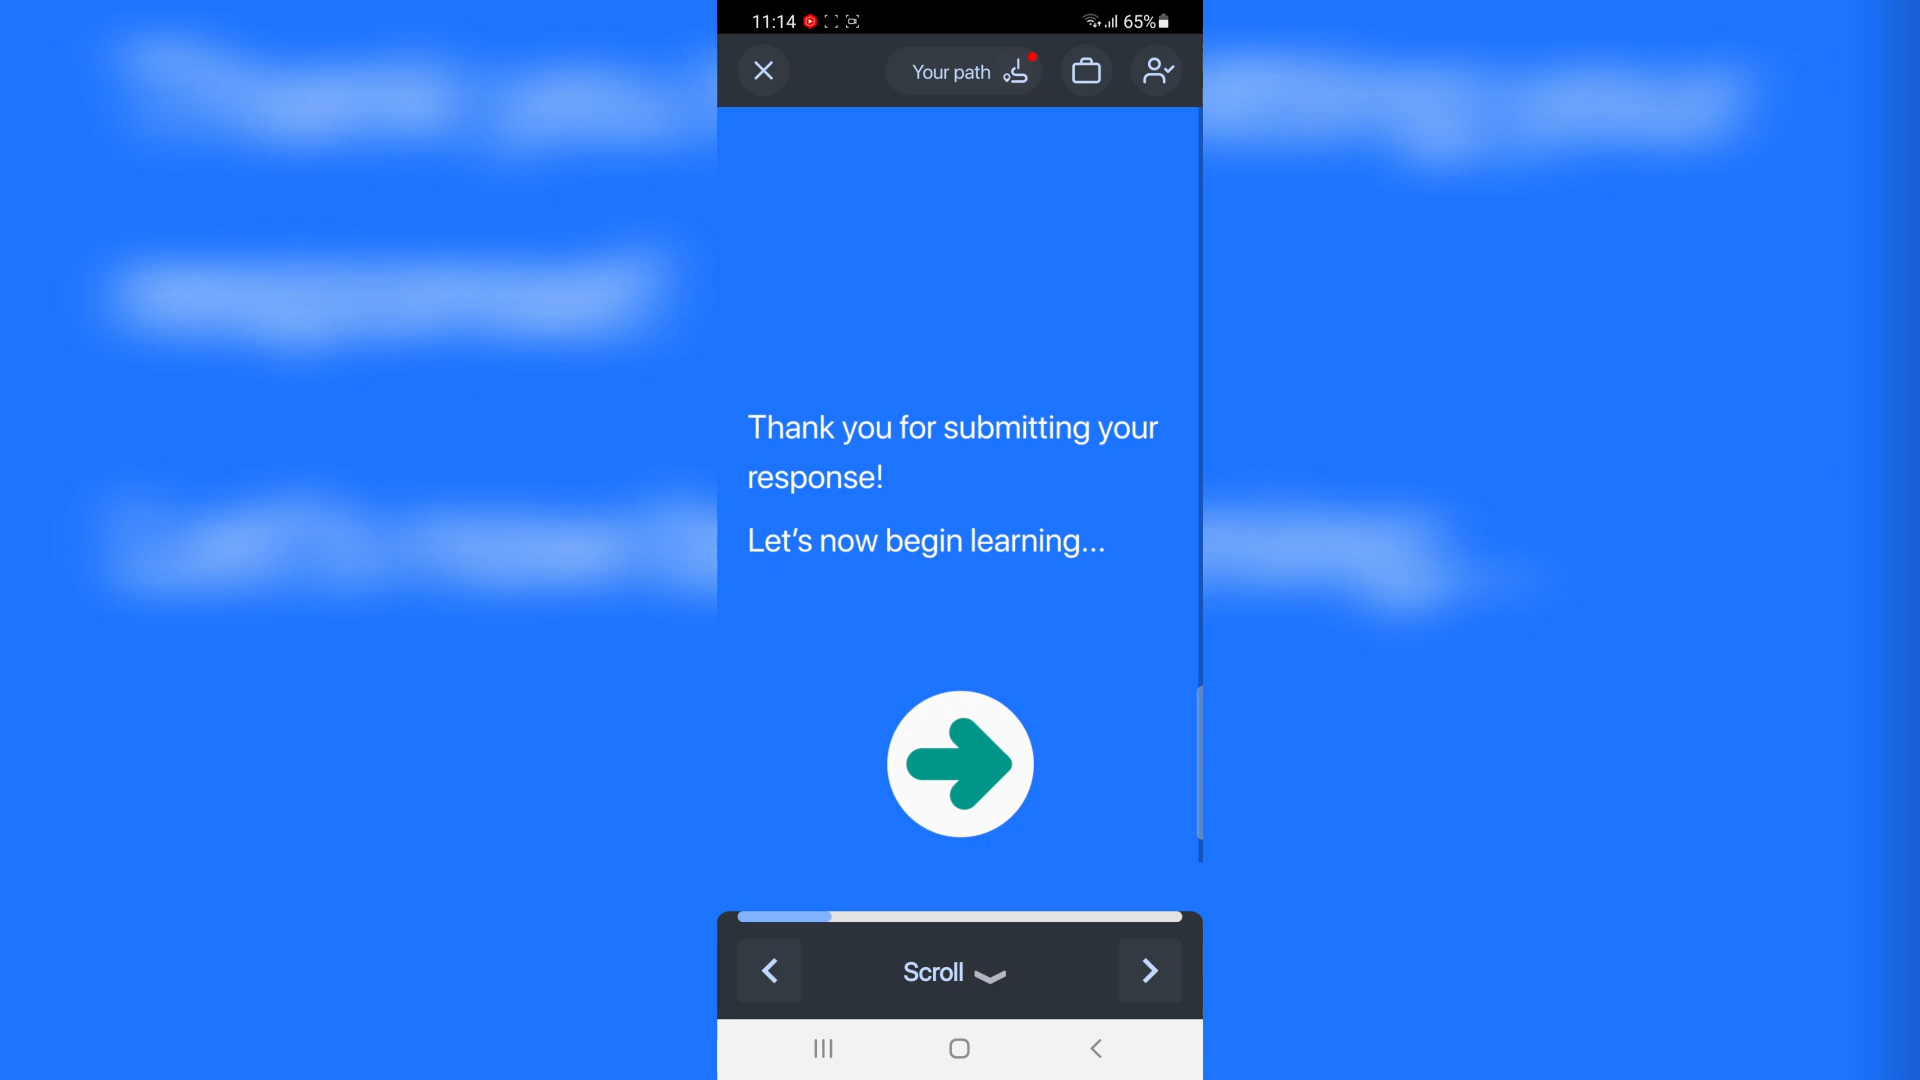 11:14
65%
Your path
Thank you for submitting your
response!
Let's now begin learning...
Scroll